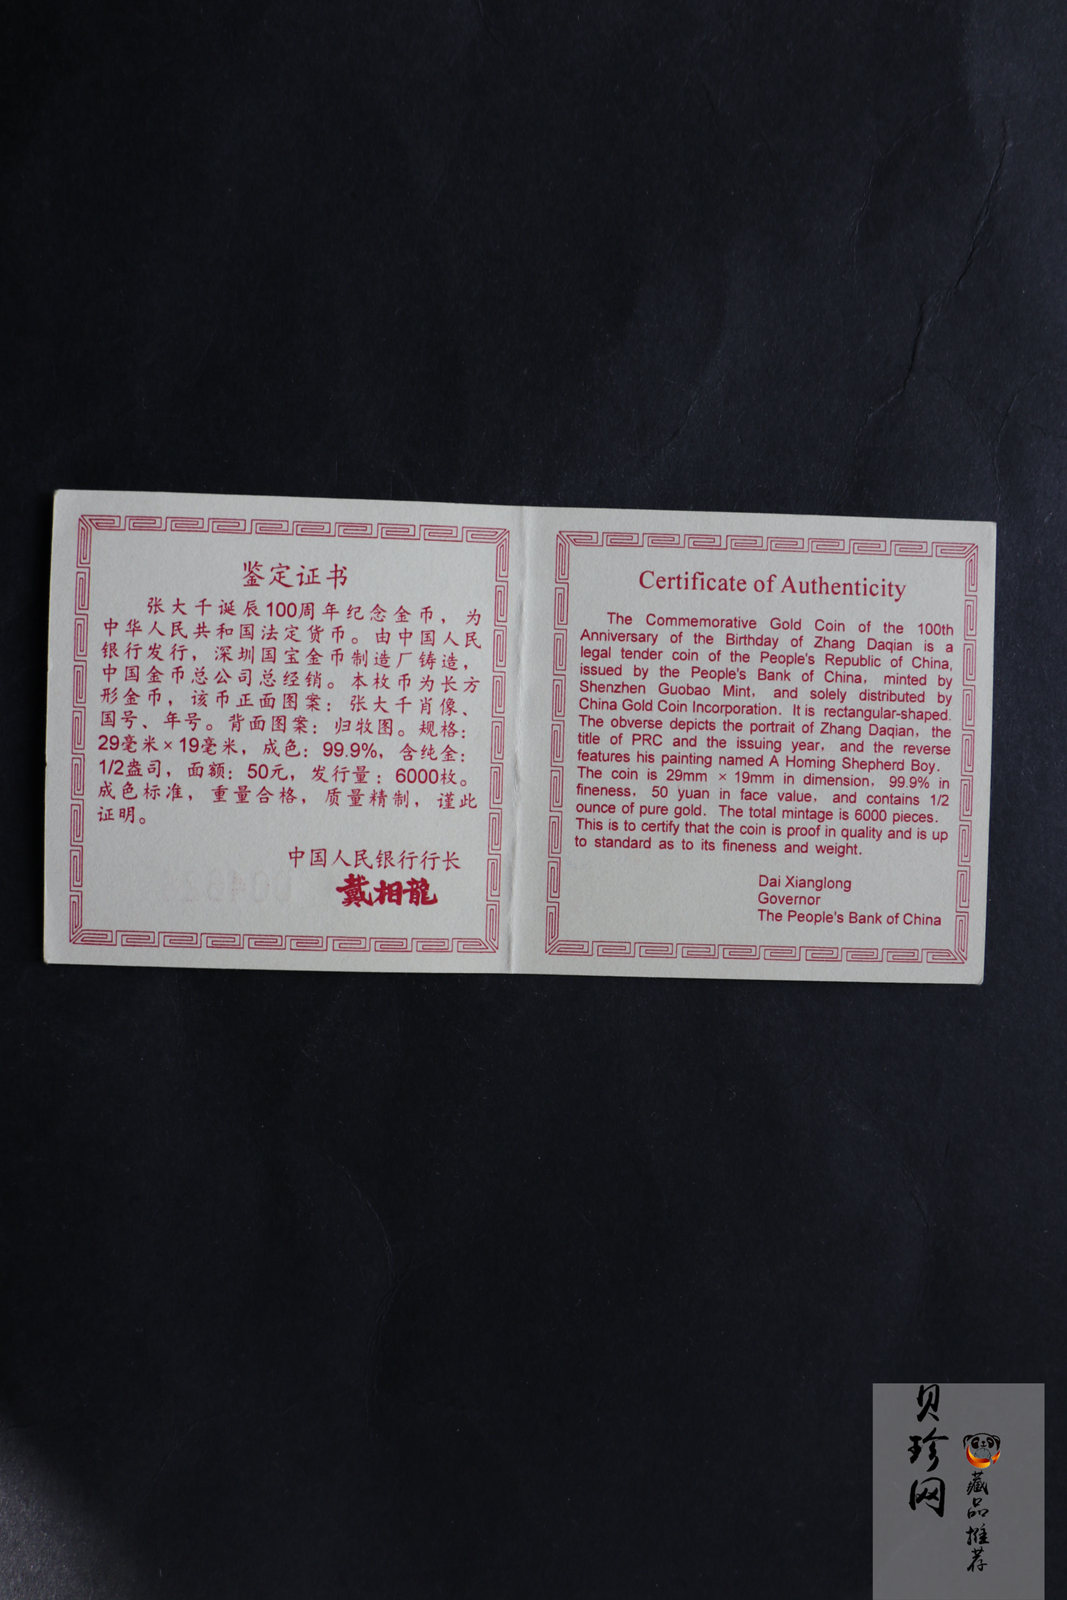 鉴定证书
张大千诞辰100周年纪念金币，为
中华人民共和国法定货币。由中国人民
银行发行，深圳国宝金币制造厂铸造，
中国金币总公司总经销。本枚币为长方
形金币，该币正面图案：张大千肖像、
国号、年号。背面图案：归牧图。规格：
29毫米×19毫米，成色：99.9%，含纯金：
1/2盎司，面额：50元，发行量：6000枚。
成色标准，重量合格，质量精制，谨此
证明。
中国人民银行行长
戴相龍
Certificate of Authenticity
The Commemorative Gold Coin of the 100th
Anniversary of the Birthday of Zhang Daqian is a
legal tender coin of the People's Republic of China,
issued by the People's Bank of China, minted by
Shenzhen Guobao Mint, and solely distributed by
China Gold Coin Incorporation. It is rectangular-shaped.
The obverse depicts the portrait of Zhang Daqian, the
title of PRC and the issuing year, and the reverse
features his painting named A Homing Shepherd Boy.
The coin is 29mm ×19mm in dimension, 99.9% in
fineness, 50 yuan in face value, and contains 1/2
ounce of pure gold. The total mintage is 6000 pieces.
This is to certify that the coin is proof in quality and is up
to standard as to its fineness and weight.
Dai Xianglong
Governor
The People's Bank of China
贝珍网
藏品推荐